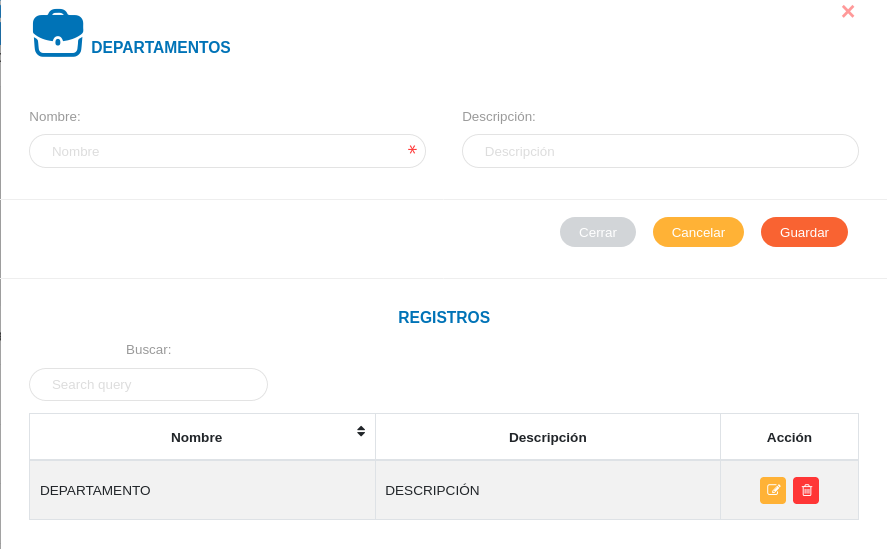 DEPARTAMENTOS
Nombre: Descripción:
Nombre * Descripción
Cerrar Cancelar Guardar
REGISTROS
Buscar:
Search query
Nombre Descripción Acción
DEPARTAMENTO DESCRIPCIÓN